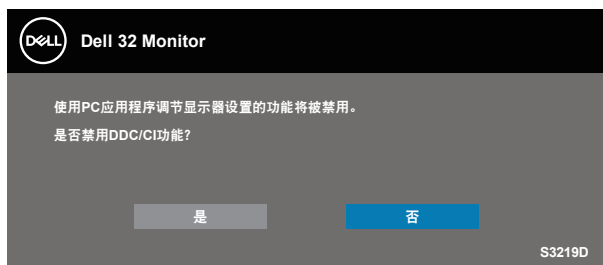 DELL
Dell 32 Monitor
使用PC应用程序调节显示器设置的功能将被禁用。
是否禁用DDC/CI功能?
是
否
S3219D